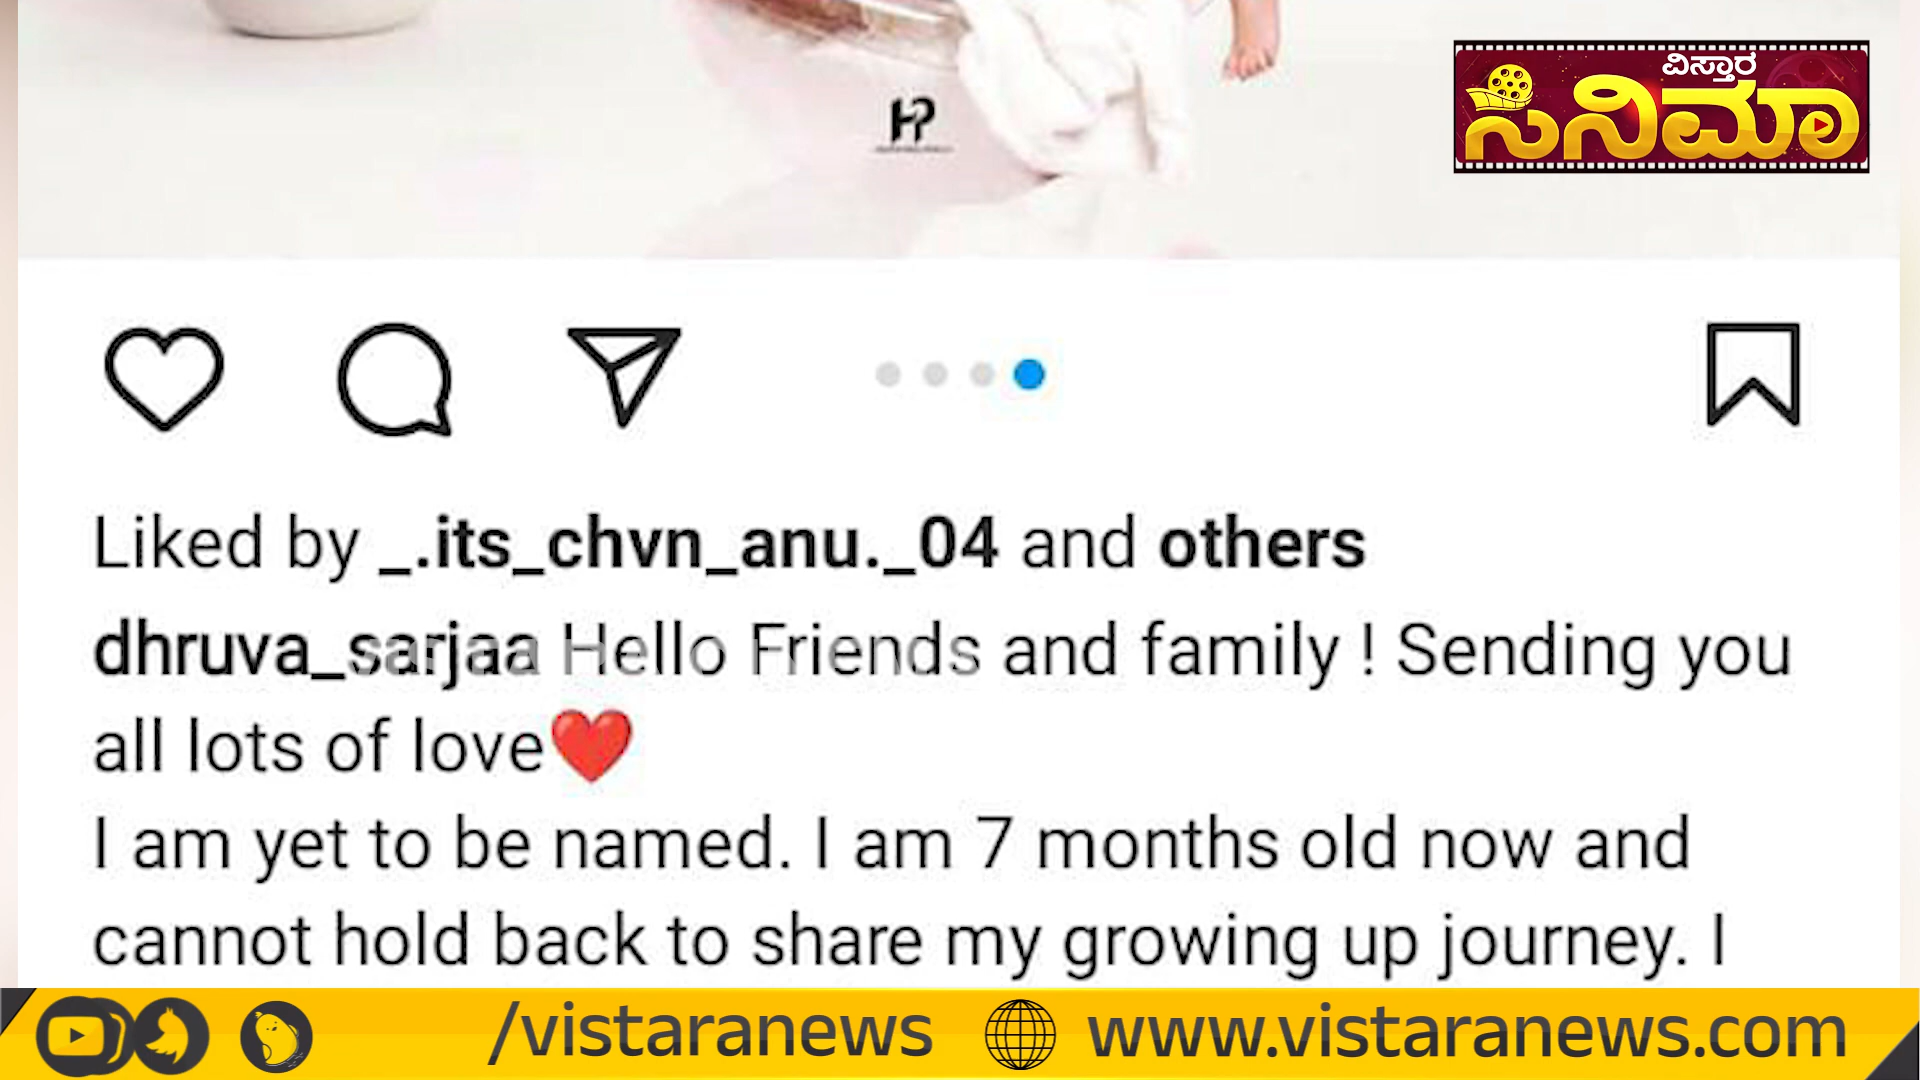 ವಿಸ್ತಾರ
ಸಿನಿಮಾ
HP
Liked by _.its_chvn_anu._04 and others
dhruva_sarjaa Hello Friends and family ! Sending you
all lots of love❤️
I am yet to be named. I am 7 months old now and
cannot hold back to share my growing up journey. I
/vistaranews www.vistaranews.com